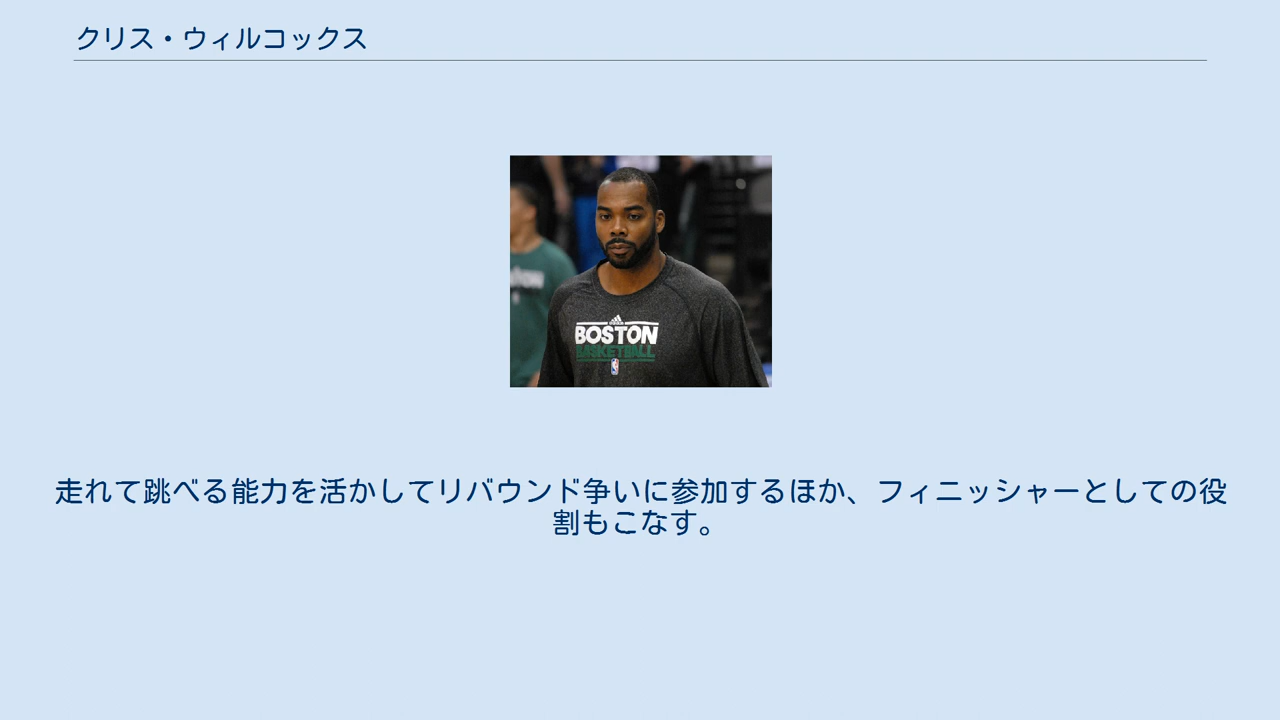 クリス・ウィルコックス
BOSTON
BASKETBALL
走れて跳べる能力を活かしてリバウンド争いに参加するほか、フィニッシャーとしての役
割もこなす。